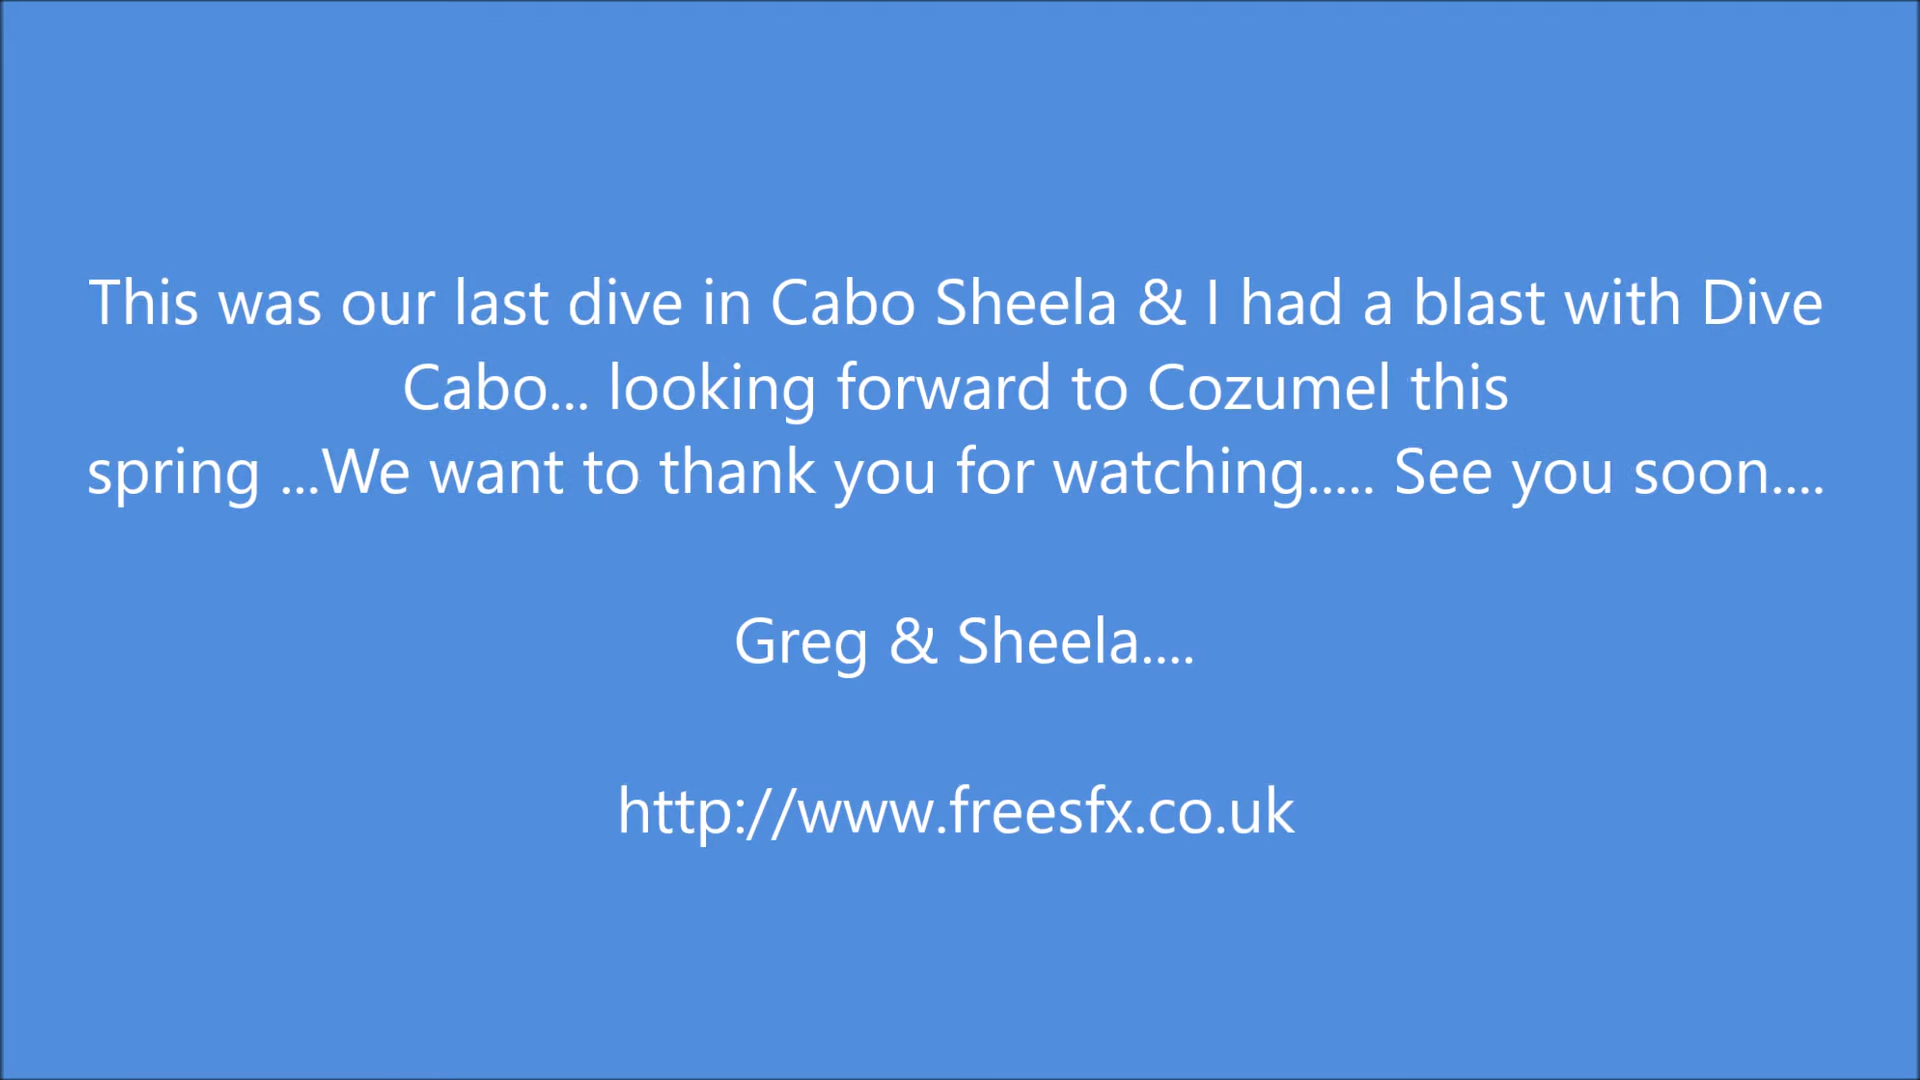 This was our last dive in Cabo Sheela & I had a blast with Dive
Cabo... looking forward to Cozumel this
spring ...We want to thank you for watching..... See you soon....
Greg & Sheela....
http://www.freesfx.co.uk